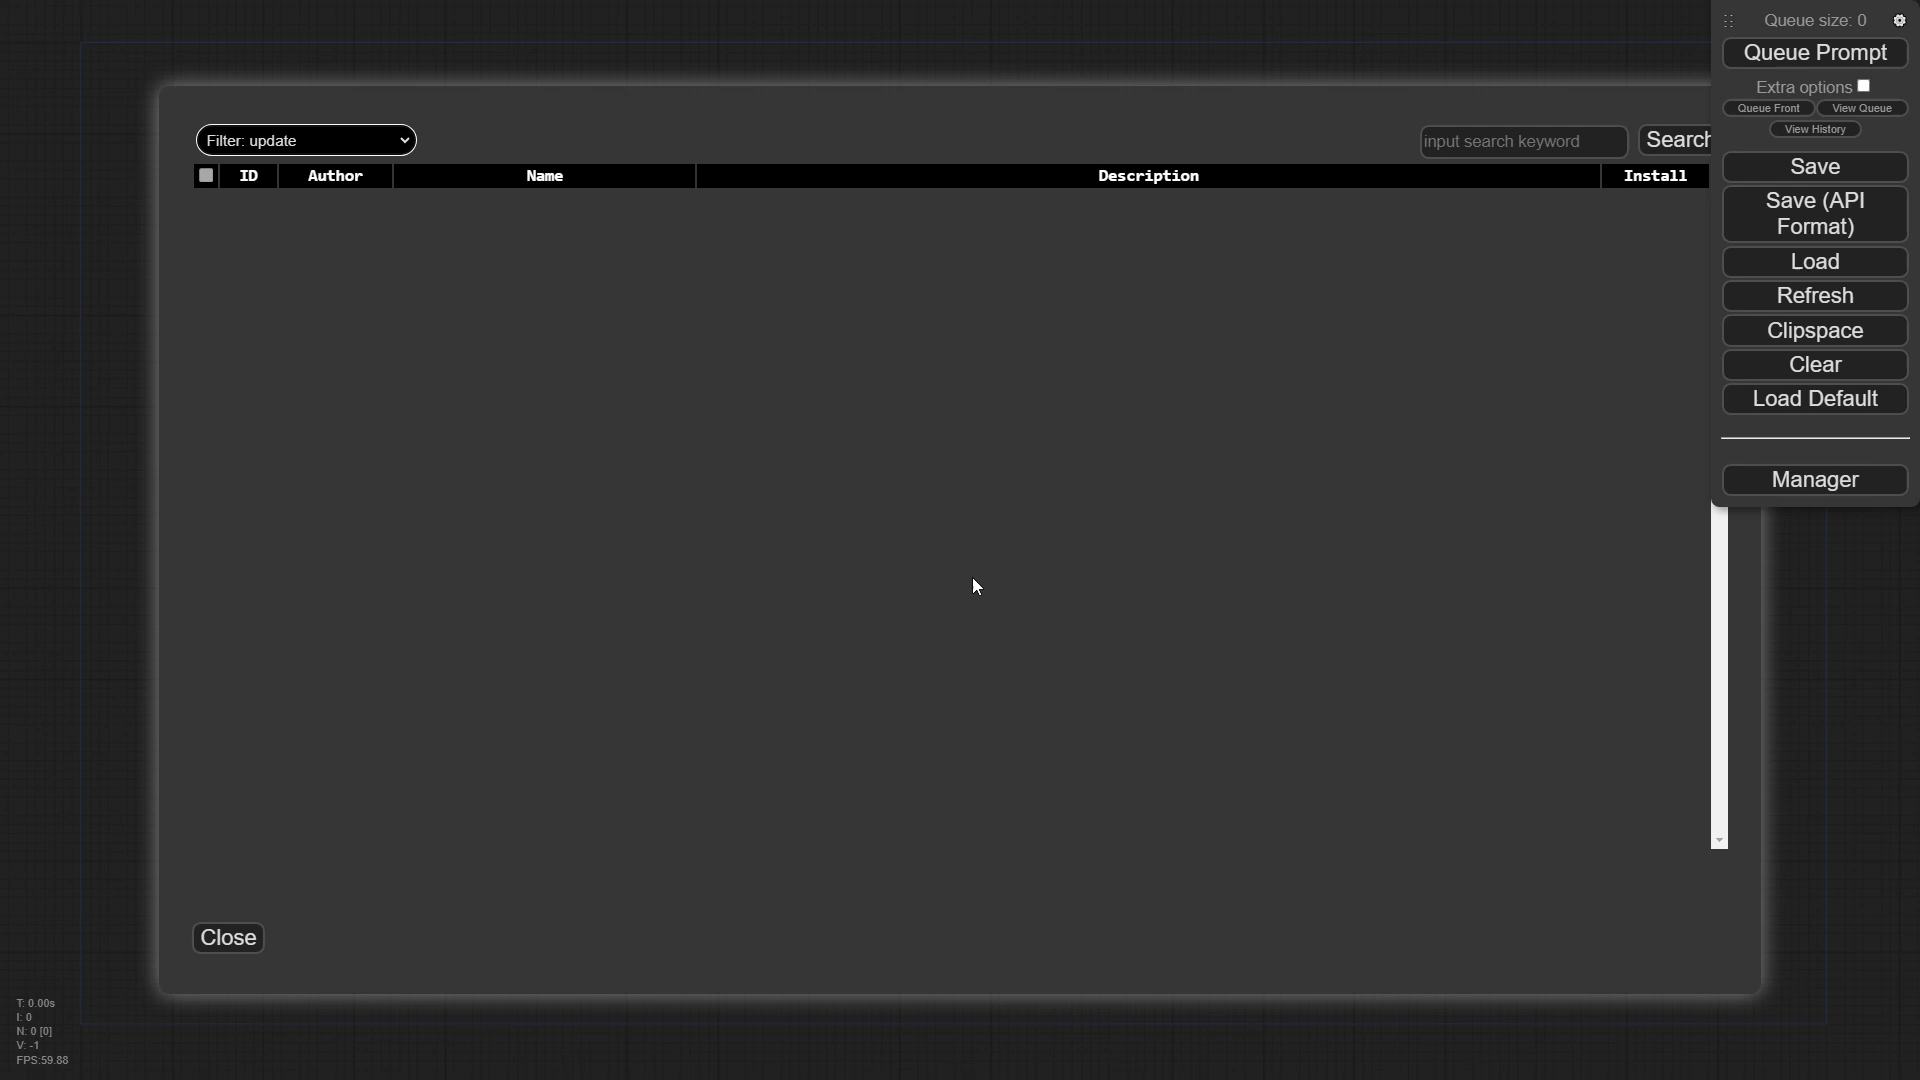 Queue size: 0
Queue Prompt
Extra options
Queue Front
View Queue
View History
Filter: update
input search keyword
Search
ID
Author
Name
Description
Install
Save
Save (API
Format)
Load
Refresh
Clipspace
Clear
Load Default
Manager
Close
T: 0.00s
I: 0
N: 0 [0]
V: -1
FPS:59.88